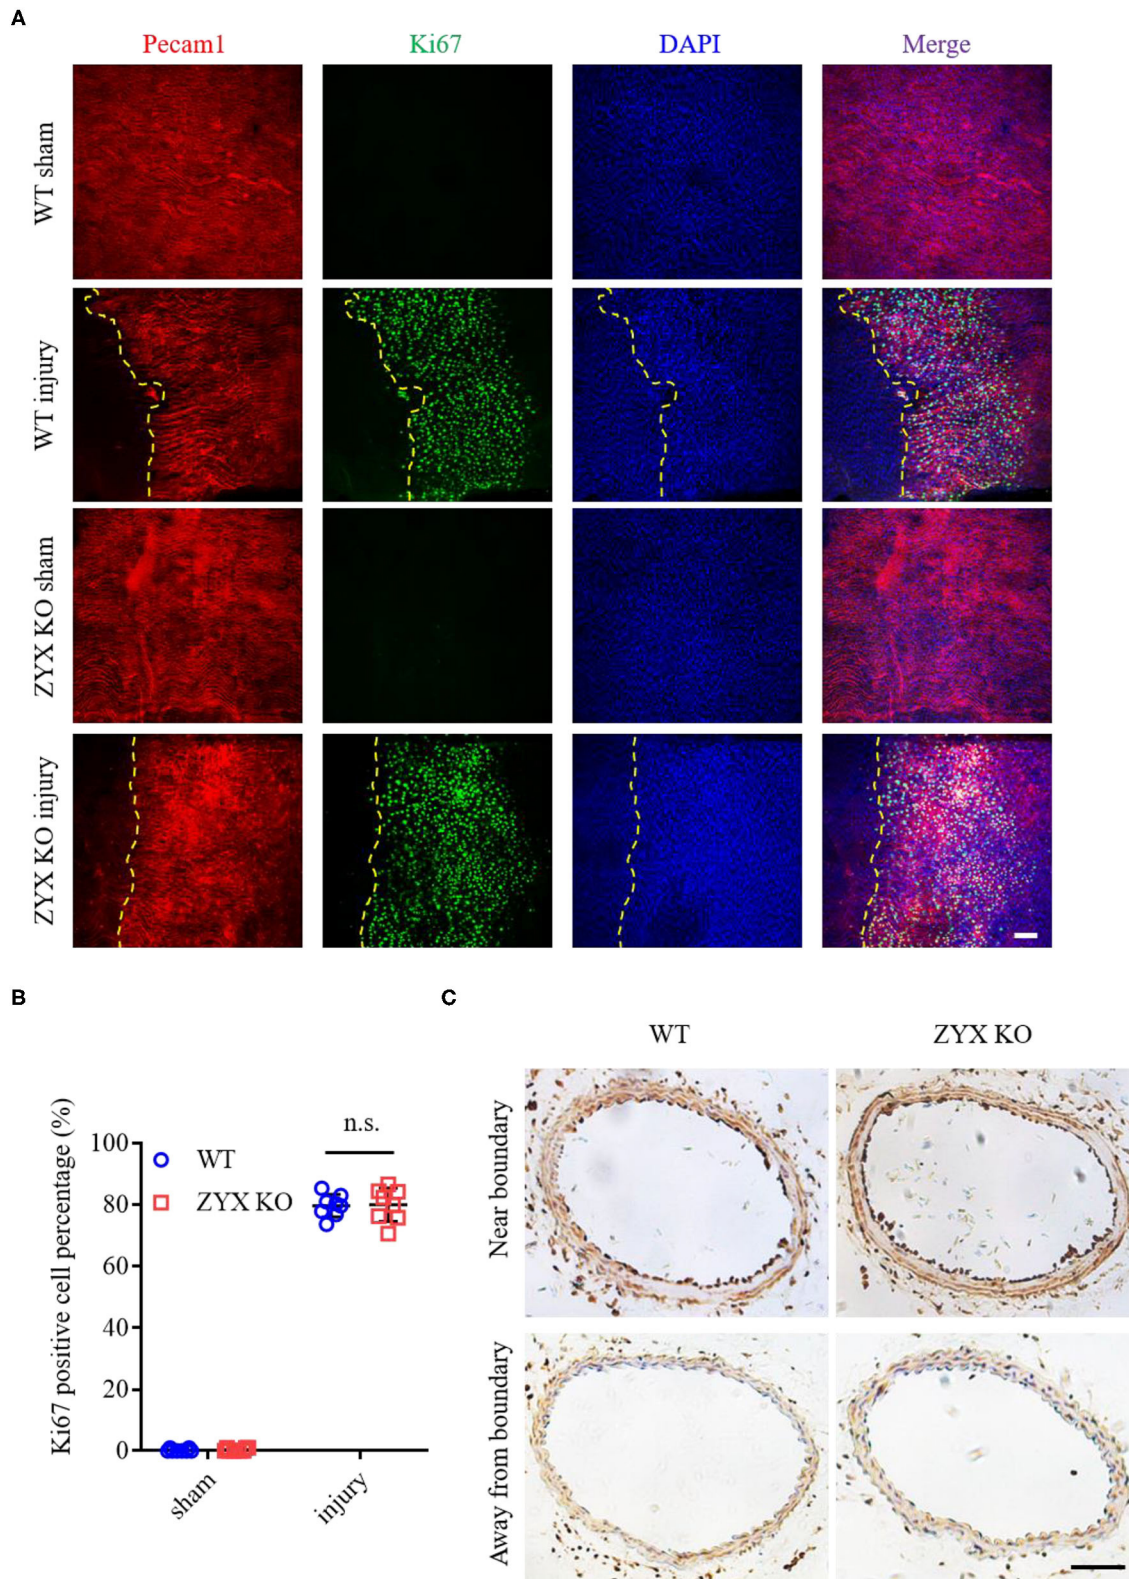 A
Pecam1 Ki67 DAPI Merge
WT sham
WT injury
ZYX KO sham
ZYX KO injury
B
Ki67 positive cell percentage (%)
100
80
60
40
20
0
WT
ZYX KO
n.s.
sham
injury
C
WT ZYX KO
Near boundary
Away from boundary